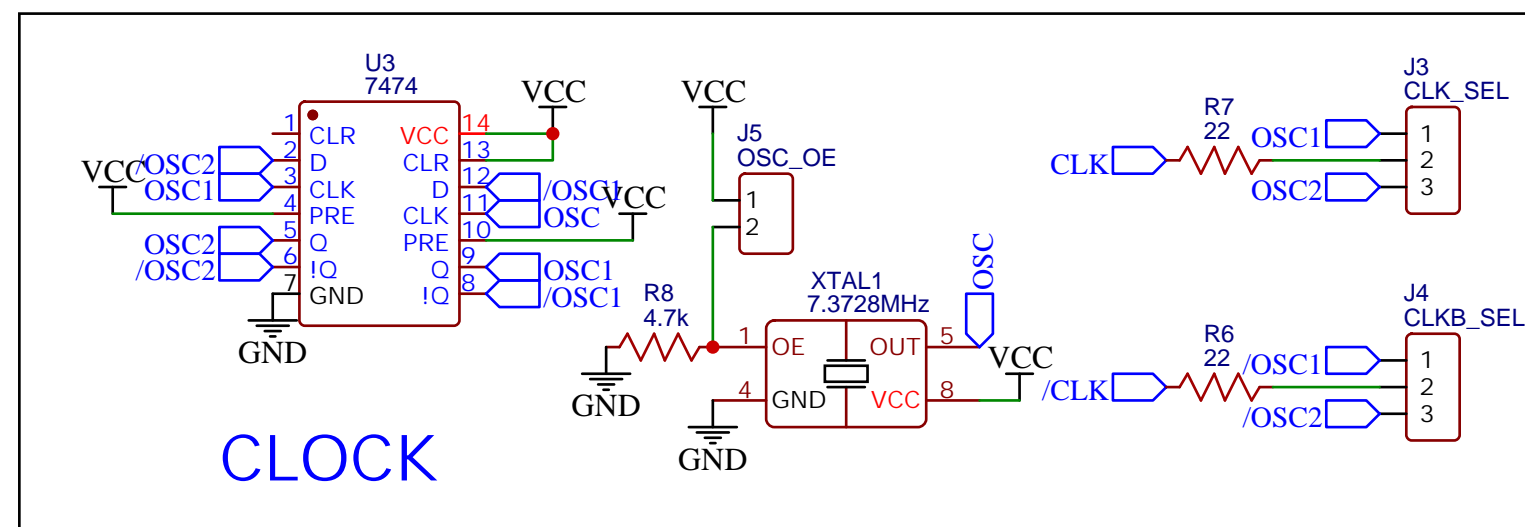 U3
7474
1 CLR VCC 14 VCC
/OSC2 2 D CLR 13
VCC OSC1 3 CLK D 12 /OSC1
4 PRE CLK 11 OSC VCC
OSC2 5 Q PRE 10
/OSC2 6 !Q Q 9 OSC1
7 GND !Q 8 /OSC1
GND
CLOCK
VCC
J5
OSC_OE
1
2
R8
4.7k
GND
XTAL1
7.3728MHz
1 OE OUT 5 OSC
4 GND VCC 8 VCC
GND
J3
CLK_SEL
R7
22
OSC1 1
CLK 2
OSC2 3
J4
CLKB_SEL
R6
22
/OSC1 1
/CLK 2
/OSC2 3